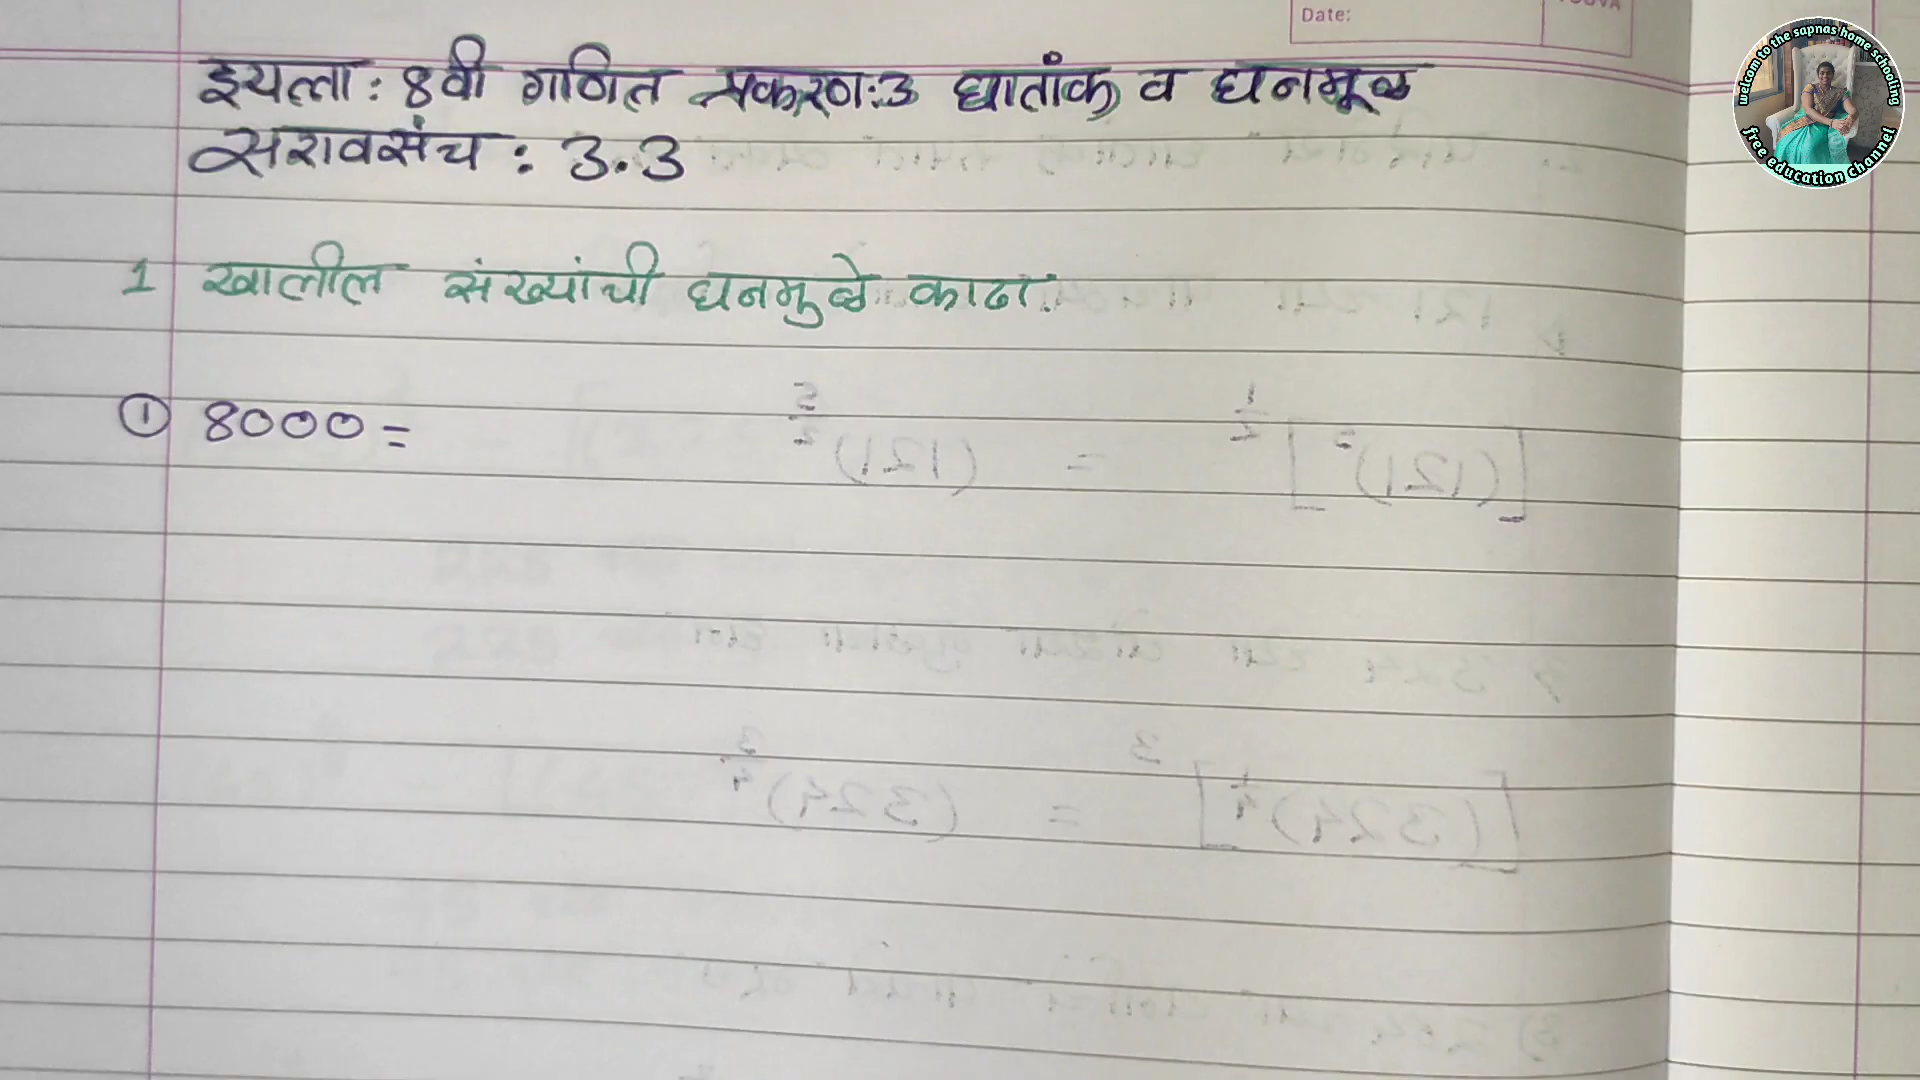 Date:
welcom to the sapnas home schooling
free education channel
इयत्ता : 8वी गणित प्रकरण:3 घातांक व घनमूळ
सरावसंच : 3.3
1 खालील संख्यांची घनमुळे काढा.
① 8000 =